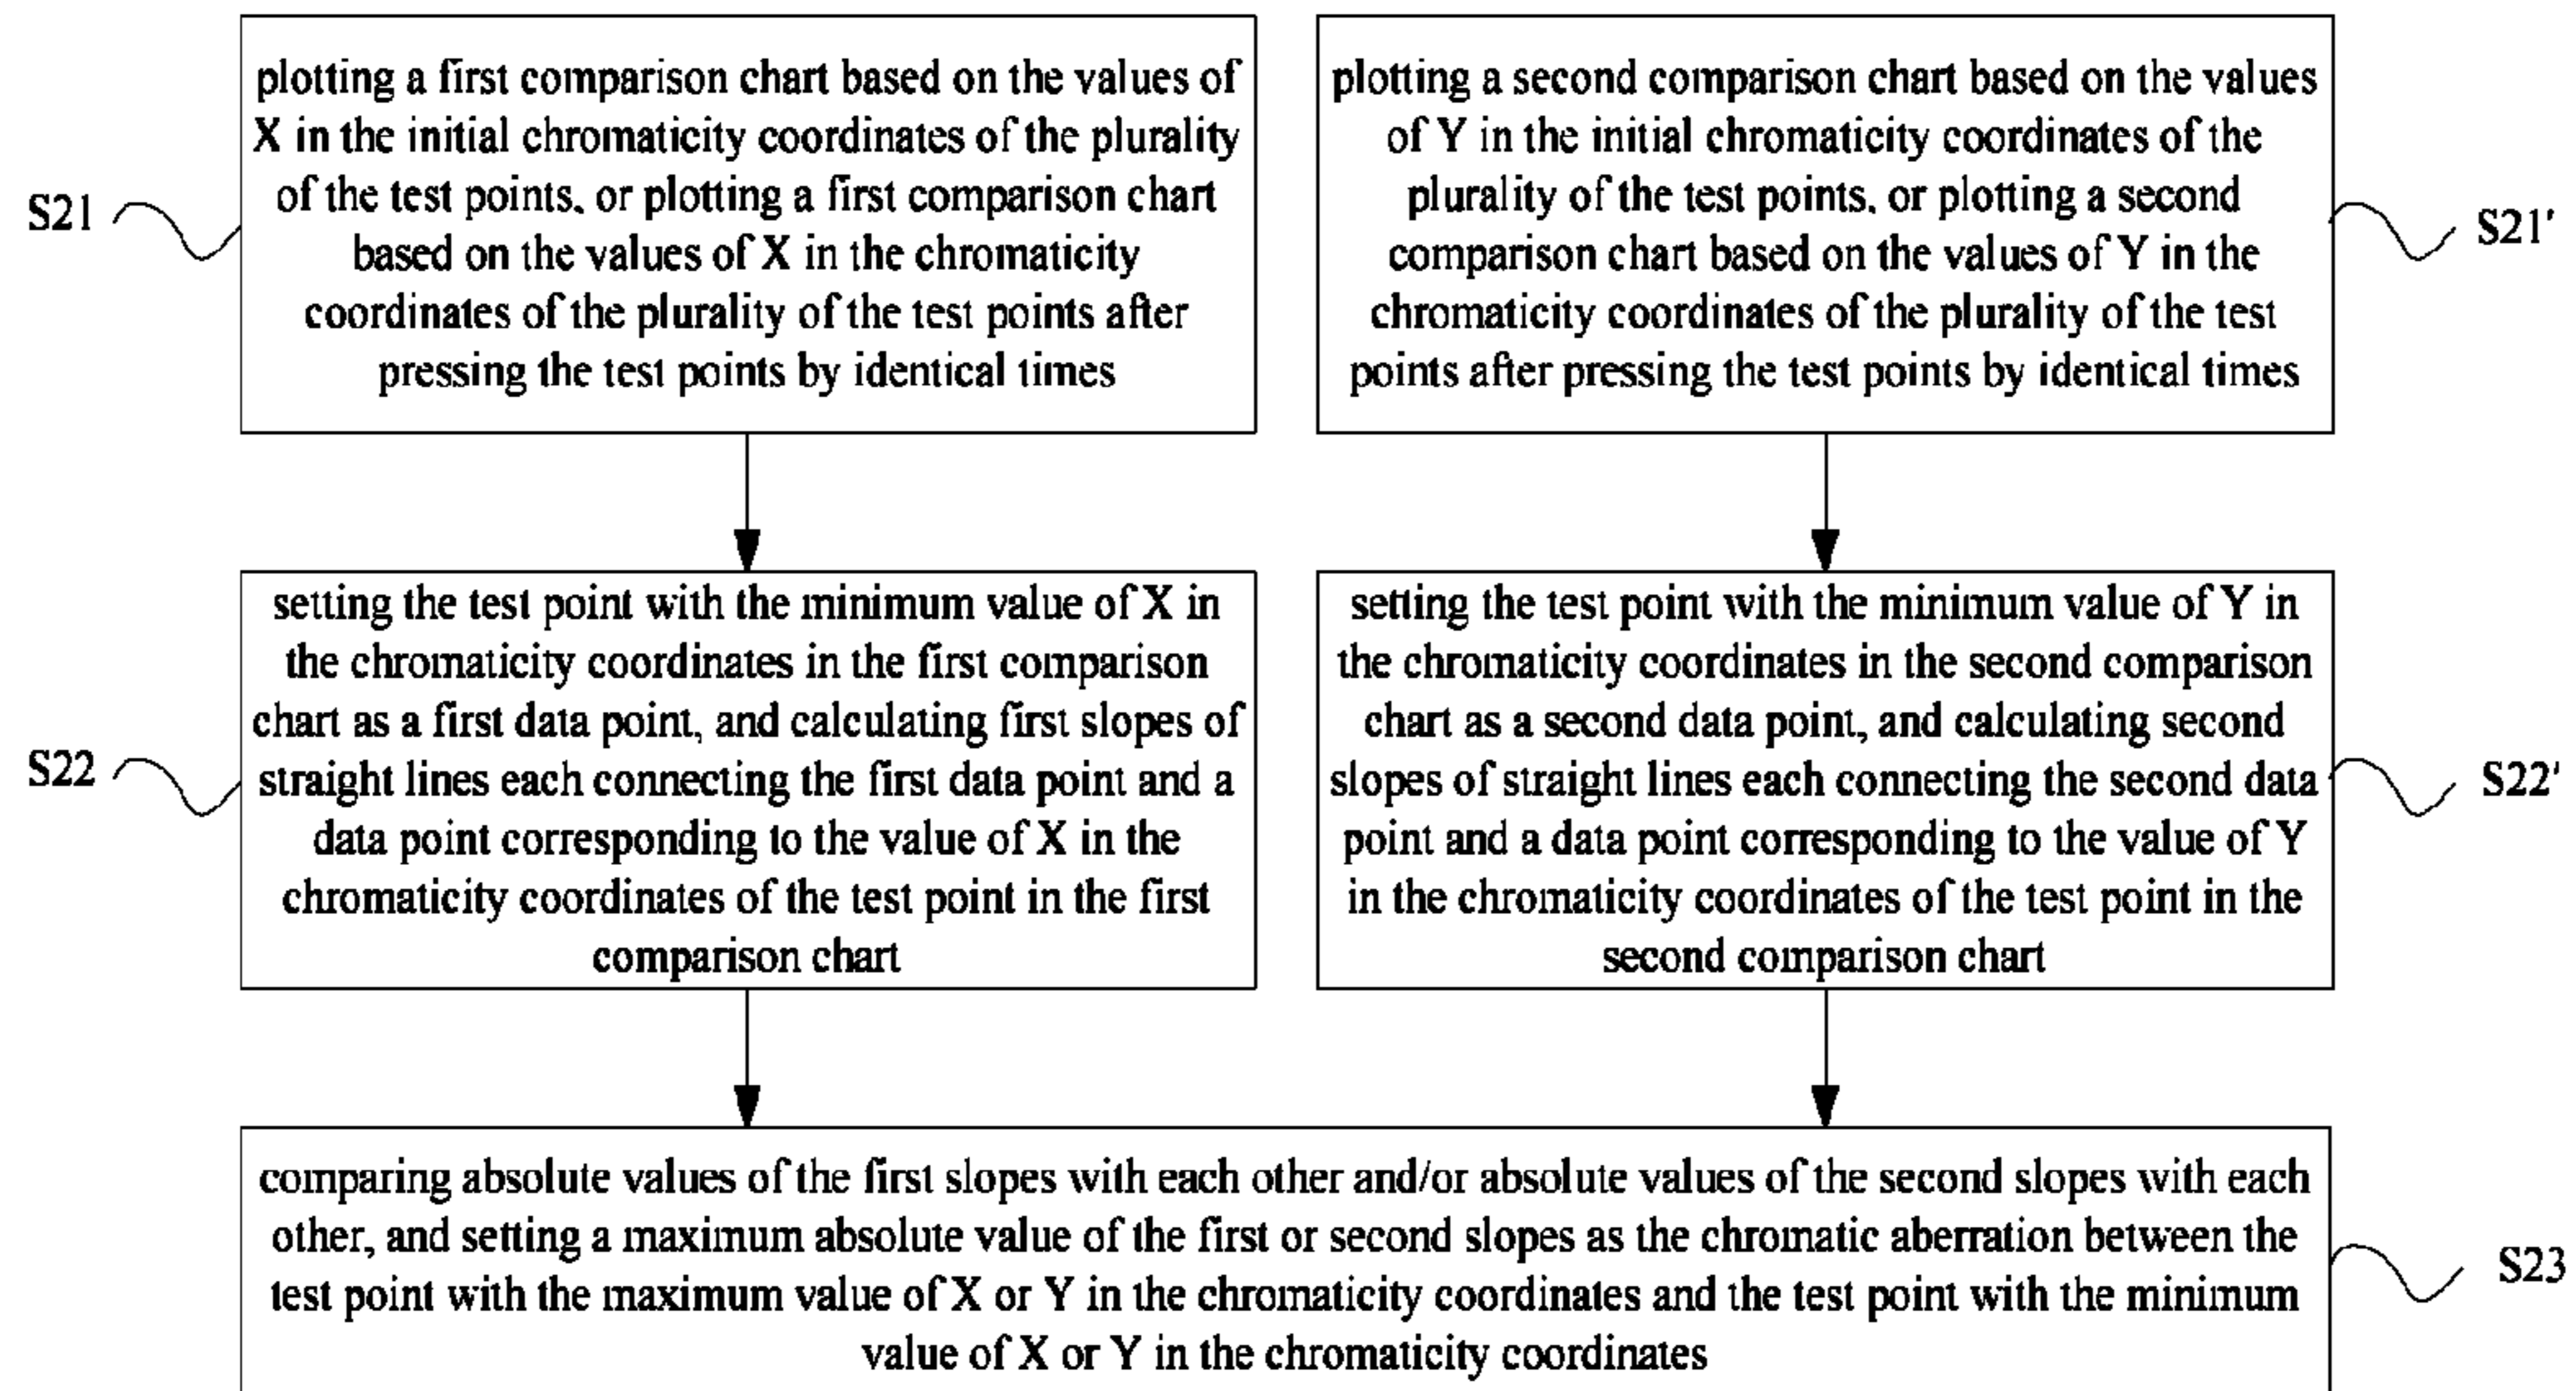 plotting a first comparison chart based on the values of
X in the initial chromaticity coordinates of the plurality
of the test points, or plotting a first comparison chart
based on the values of X in the chromaticity
coordinates of the plurality of the test points after
pressing the test points by identical times
S21
plotting a second comparison chart based on the values
of Y in the initial chromaticity coordinates of the
plurality of the test points, or plotting a second
comparison chart based on the values of Y in the
chromaticity coordinates of the plurality of the test
points after pressing the test points by identical times
S21'
setting the test point with the minimum value of X in
the chromaticity coordinates in the first comparison
chart as a first data point, and calculating first slopes of
straight lines each connecting the first data point and a
data point corresponding to the value of X in the
chromaticity coordinates of the test point in the first
comparison chart
S22
setting the test point with the minimum value of Y in
the chromaticity coordinates in the second comparison
chart as a second data point, and calculating second
slopes of straight lines each connecting the second data
point and a data point corresponding to the value of Y
in the chromaticity coordinates of the test point in the
second comparison chart
S22'
comparing absolute values of the first slopes with each other and/or absolute values of the second slopes with each
other, and setting a maximum absolute value of the first or second slopes as the chromatic aberration between the
test point with the maximum value of X or Y in the chromaticity coordinates and the test point with the minimum
value of X or Y in the chromaticity coordinates
S23